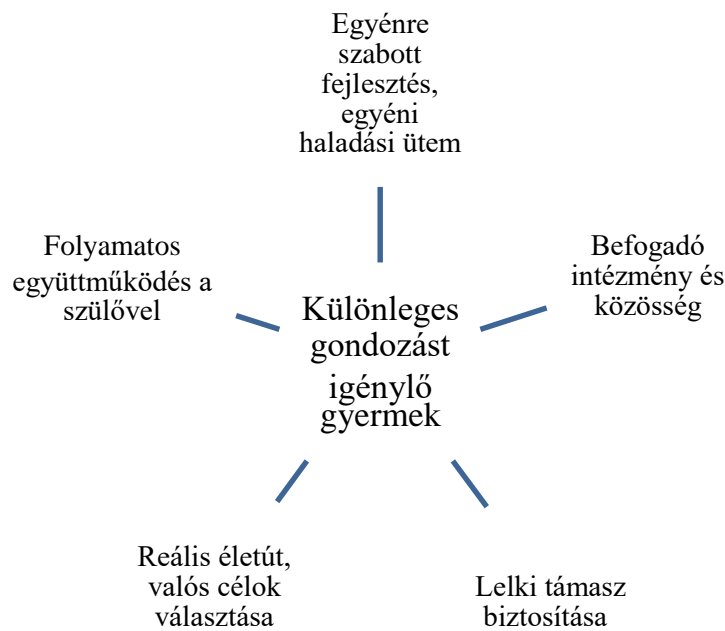 Egyénre
szabott
fejlesztés,
egyéni
haladási ütem
Folyamatos
együttműködés a
szülővel
Befogadó
intézmény és
közösség
Különleges
gondozást
igénylő
gyermek
Reális életút,
valós célok
választása
Lelki támasz
biztosítása